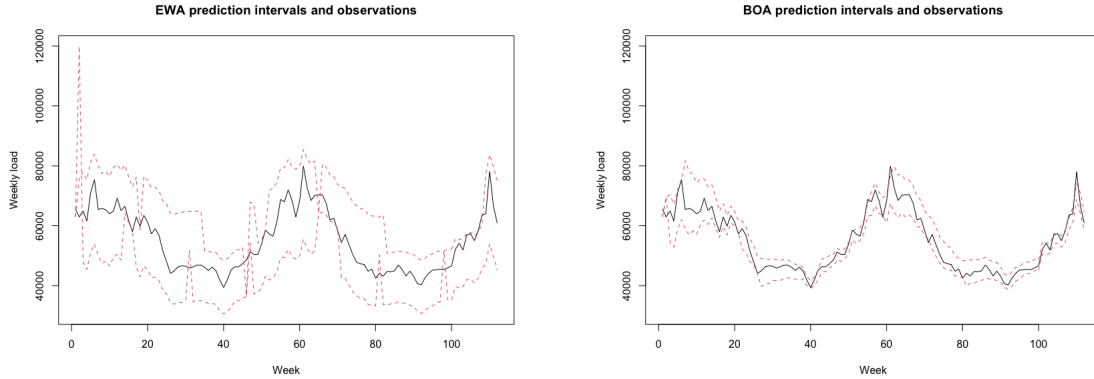 EWA prediction intervals and observations
Weekly load
120000
100000
80000
60000
40000
0 20 40 60 80 100
Week
BOA prediction intervals and observations
Weekly load
120000
100000
80000
60000
40000
0 20 40 60 80 100
Week